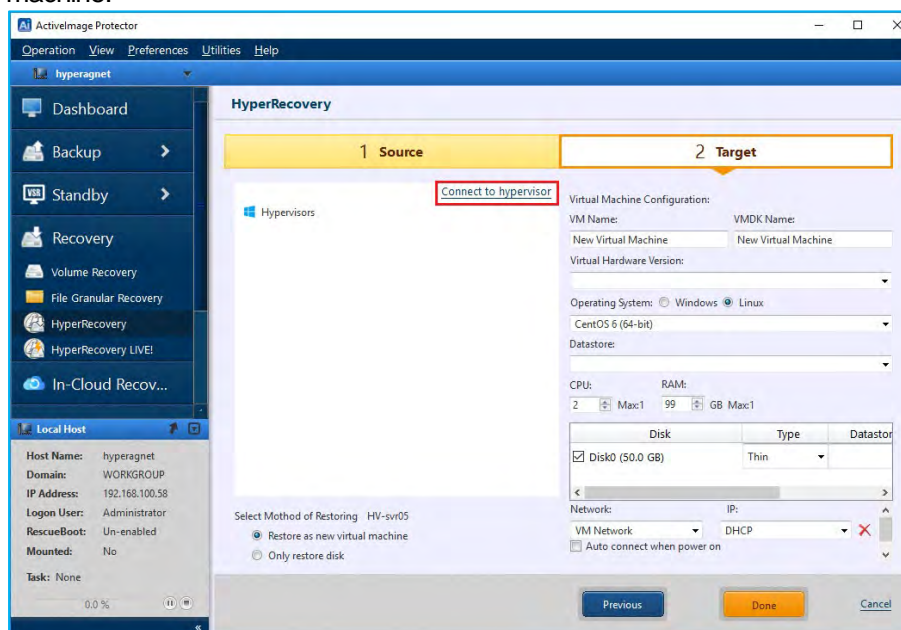 machine.
Ai ActiveImage Protector
Operation View Preferences Utilities Help
hyperagnet
Dashboard
Backup
VSB Standby
Recovery
Volume Recovery
File Granular Recovery
HyperRecovery
HyperRecovery LIVE!
In-Cloud Recov...
Local Host
Host Name: hyperagnet
Domain: WORKGROUP
IP Address: 192.168.100.58
Logon User: Administrator
RescueBoot: Un-enabled
Mounted: No
Task: None
0.0 %
HyperRecovery
1 Source
2 Target
Connect to hypervisor
Hypervisors
Select Mothod of Restoring HV-svr05
Restore as new virtual machine
Only restore disk
Virtual Machine Configuration:
VM Name: VMDK Name:
New Virtual Machine New Virtual Machine
Virtual Hardware Version:
Operating System: Windows Linux
CentOS 6 (64-bit)
Datastore:
CPU: RAM:
2 Max:1 99 GB Max:1
Disk Type Datastor
Disk0 (50.0 GB) Thin
Network: IP:
VM Network DHCP
Auto connect when power on
Previous Done Cancel